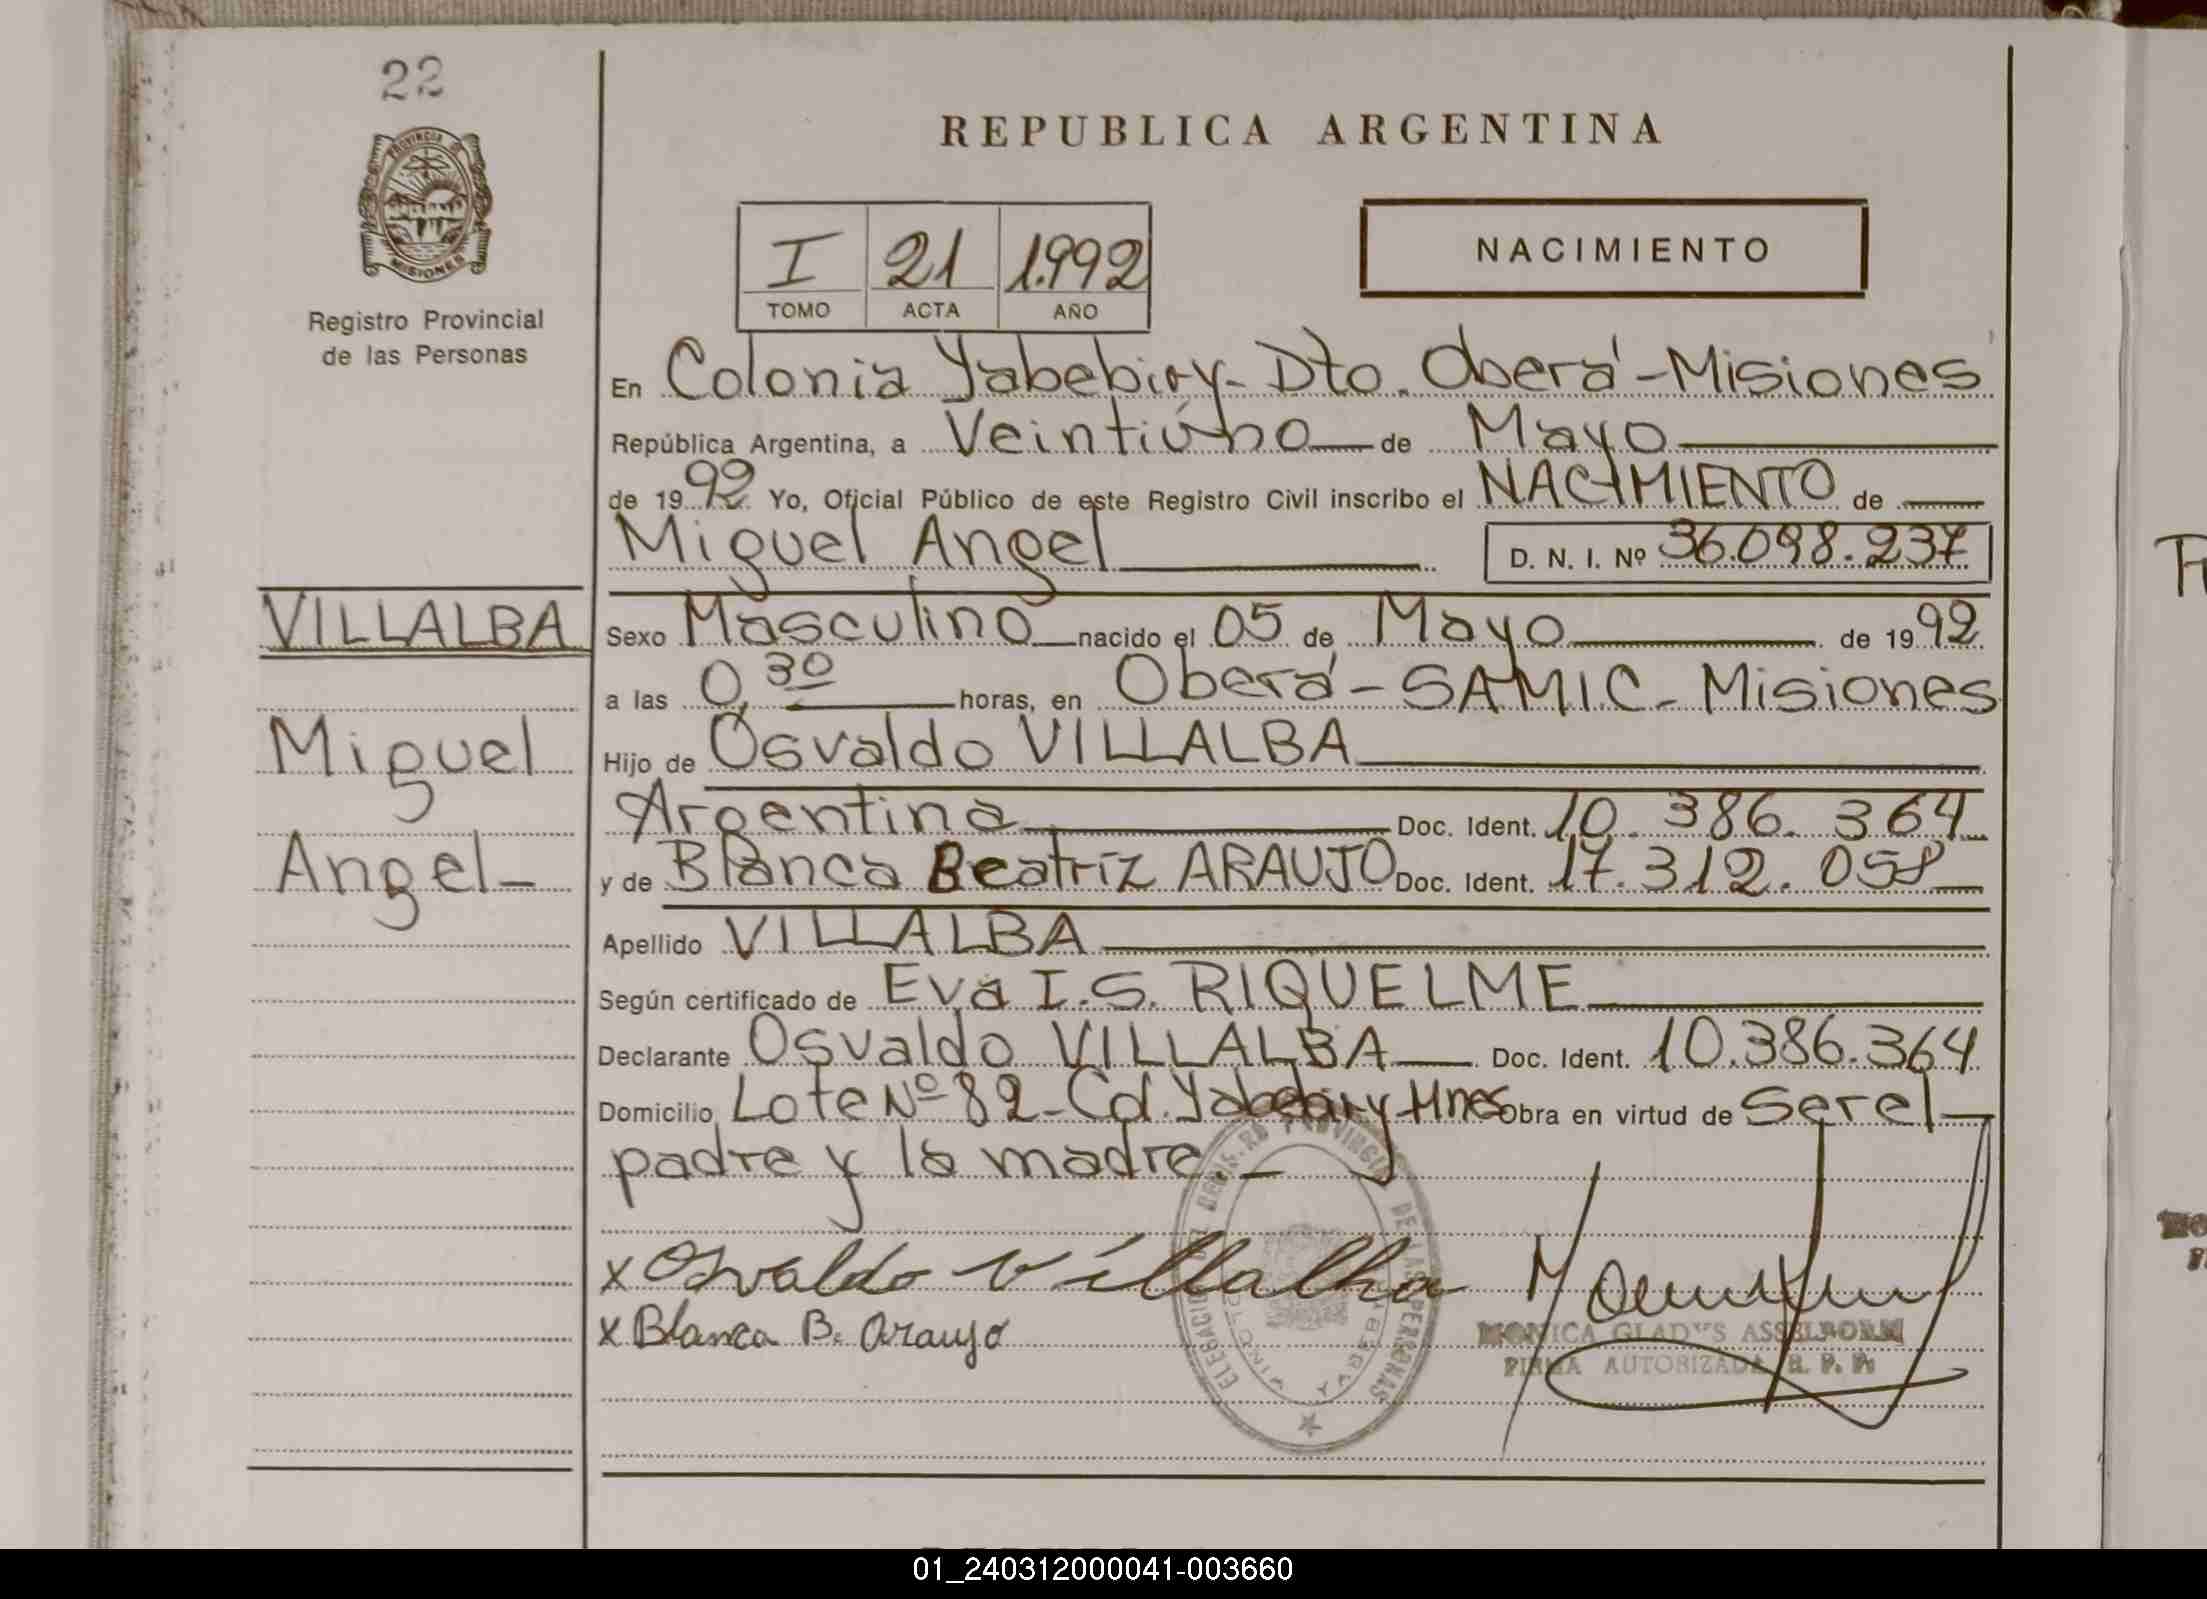 22
PROVINCIA DE
MISIONES
Registro Provincial
de las Personas
VILLALBA
Miguel
Angel-
REPUBLICA ARGENTINA
I 21 1.992
TOMO ACTA AÑO
NACIMIENTO
En Colonia Yabebiry- Dto. Oberá-Misiones
República Argentina, a Veintiúno de Mayo
de 1992 Yo, Oficial Público de este Registro Civil inscribo el NACIMIENTO de
Miguel Angel D. N. I. Nº 36.098.237
Sexo Masculino nacido el 05 de Mayo de 1992
a las 0,30 horas, en Oberá-SAMIC-Misiones
Hijo de Osvaldo VILLALBA
Argentina Doc. Ident. 10.386.364
y de Blanca Beatriz ARAUJO Doc. Ident. 17.312.058
Apellido VILLALBA
Según certificado de Eva I.S. RIQUELME
Declarante Osvaldo VILLALBA Doc. Ident. 10.386.364
Domicilio Lote Nº 82-Col. Yabebiry-Mnes Obra en virtud de Ser el
padre y la madre.-
x Osvaldo Villalba
x Blanca B. Araujo
MONICA GLADYS ASSELBORN
FIRMA AUTORIZADA R. P. P.
01_240312000041-003660